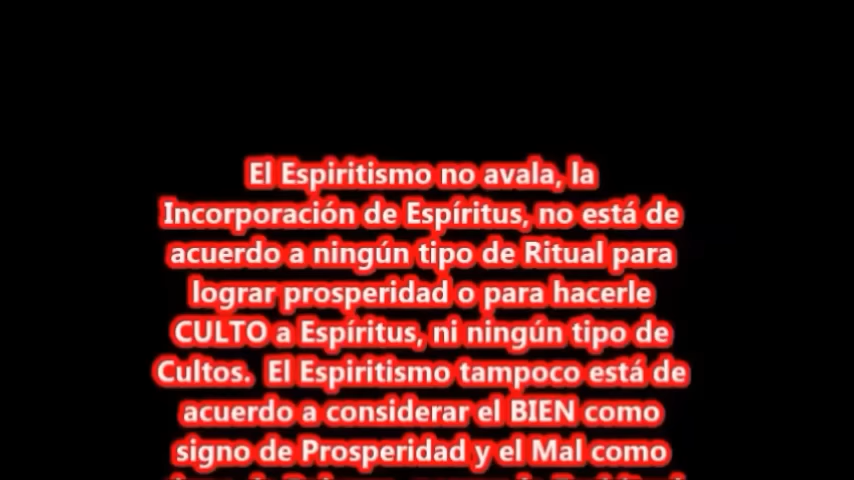 El Espiritismo no avala, la
Incorporación de Espíritus, no está de
acuerdo a ningún tipo de Ritual para
lograr prosperidad o para hacerle
CULTO a Espíritus, ni ningún tipo de
Cultos.  El Espiritismo tampoco está de
acuerdo a considerar el BIEN como
signo de Prosperidad y el Mal como